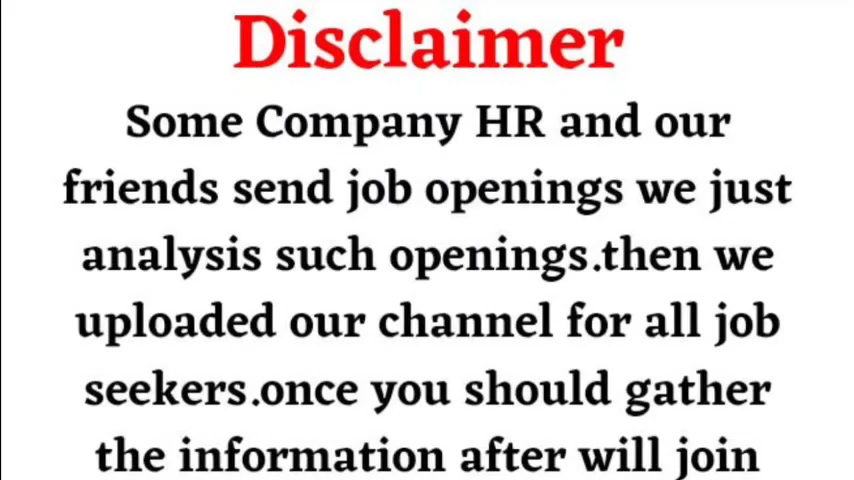 Disclaimer
Some Company HR and our
friends send job openings we just
analysis such openings.then we
uploaded our channel for all job
seekers.once you should gather
the information after will join